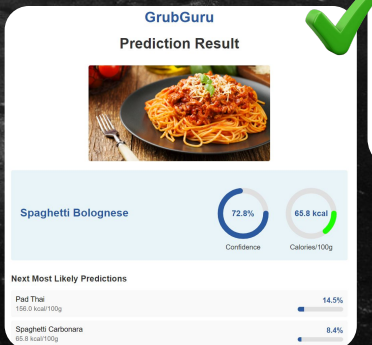 GrubGuru
Prediction Result
Spaghetti Bolognese
72.8%
65.8 kcal
Confidence
Calories/100g
Next Most Likely Predictions
Pad Thai
14.5%
156.0 kcal/100g
Spaghetti Carbonara
8.4%
65.8 kcal/100g